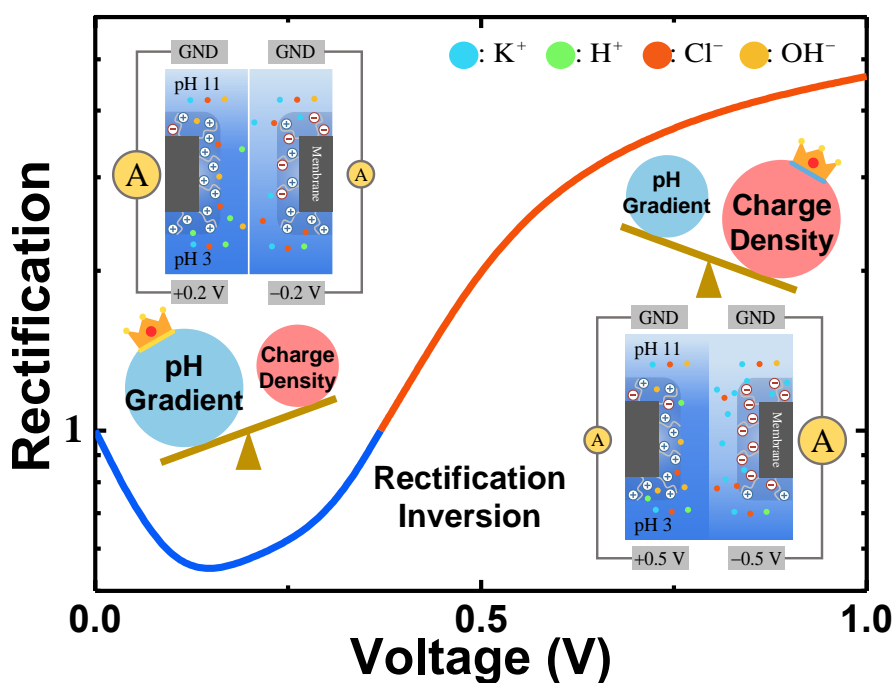 GND
GND
pH 11
A
A
Membrane
pH 3
+0.2 V
−0.2 V
: K⁺
: H⁺
: Cl⁻
: OH⁻
pH
Gradient
Charge
Density
pH
Gradient
Charge
Density
GND
GND
pH 11
A
A
Membrane
pH 3
+0.5 V
−0.5 V
Rectification
Inversion
Rectification
1
0.0
0.5
1.0
Voltage (V)